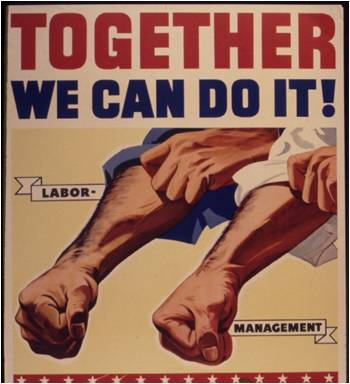 TOGETHER
WE CAN DO IT!
LABOR-
MANAGEMENT